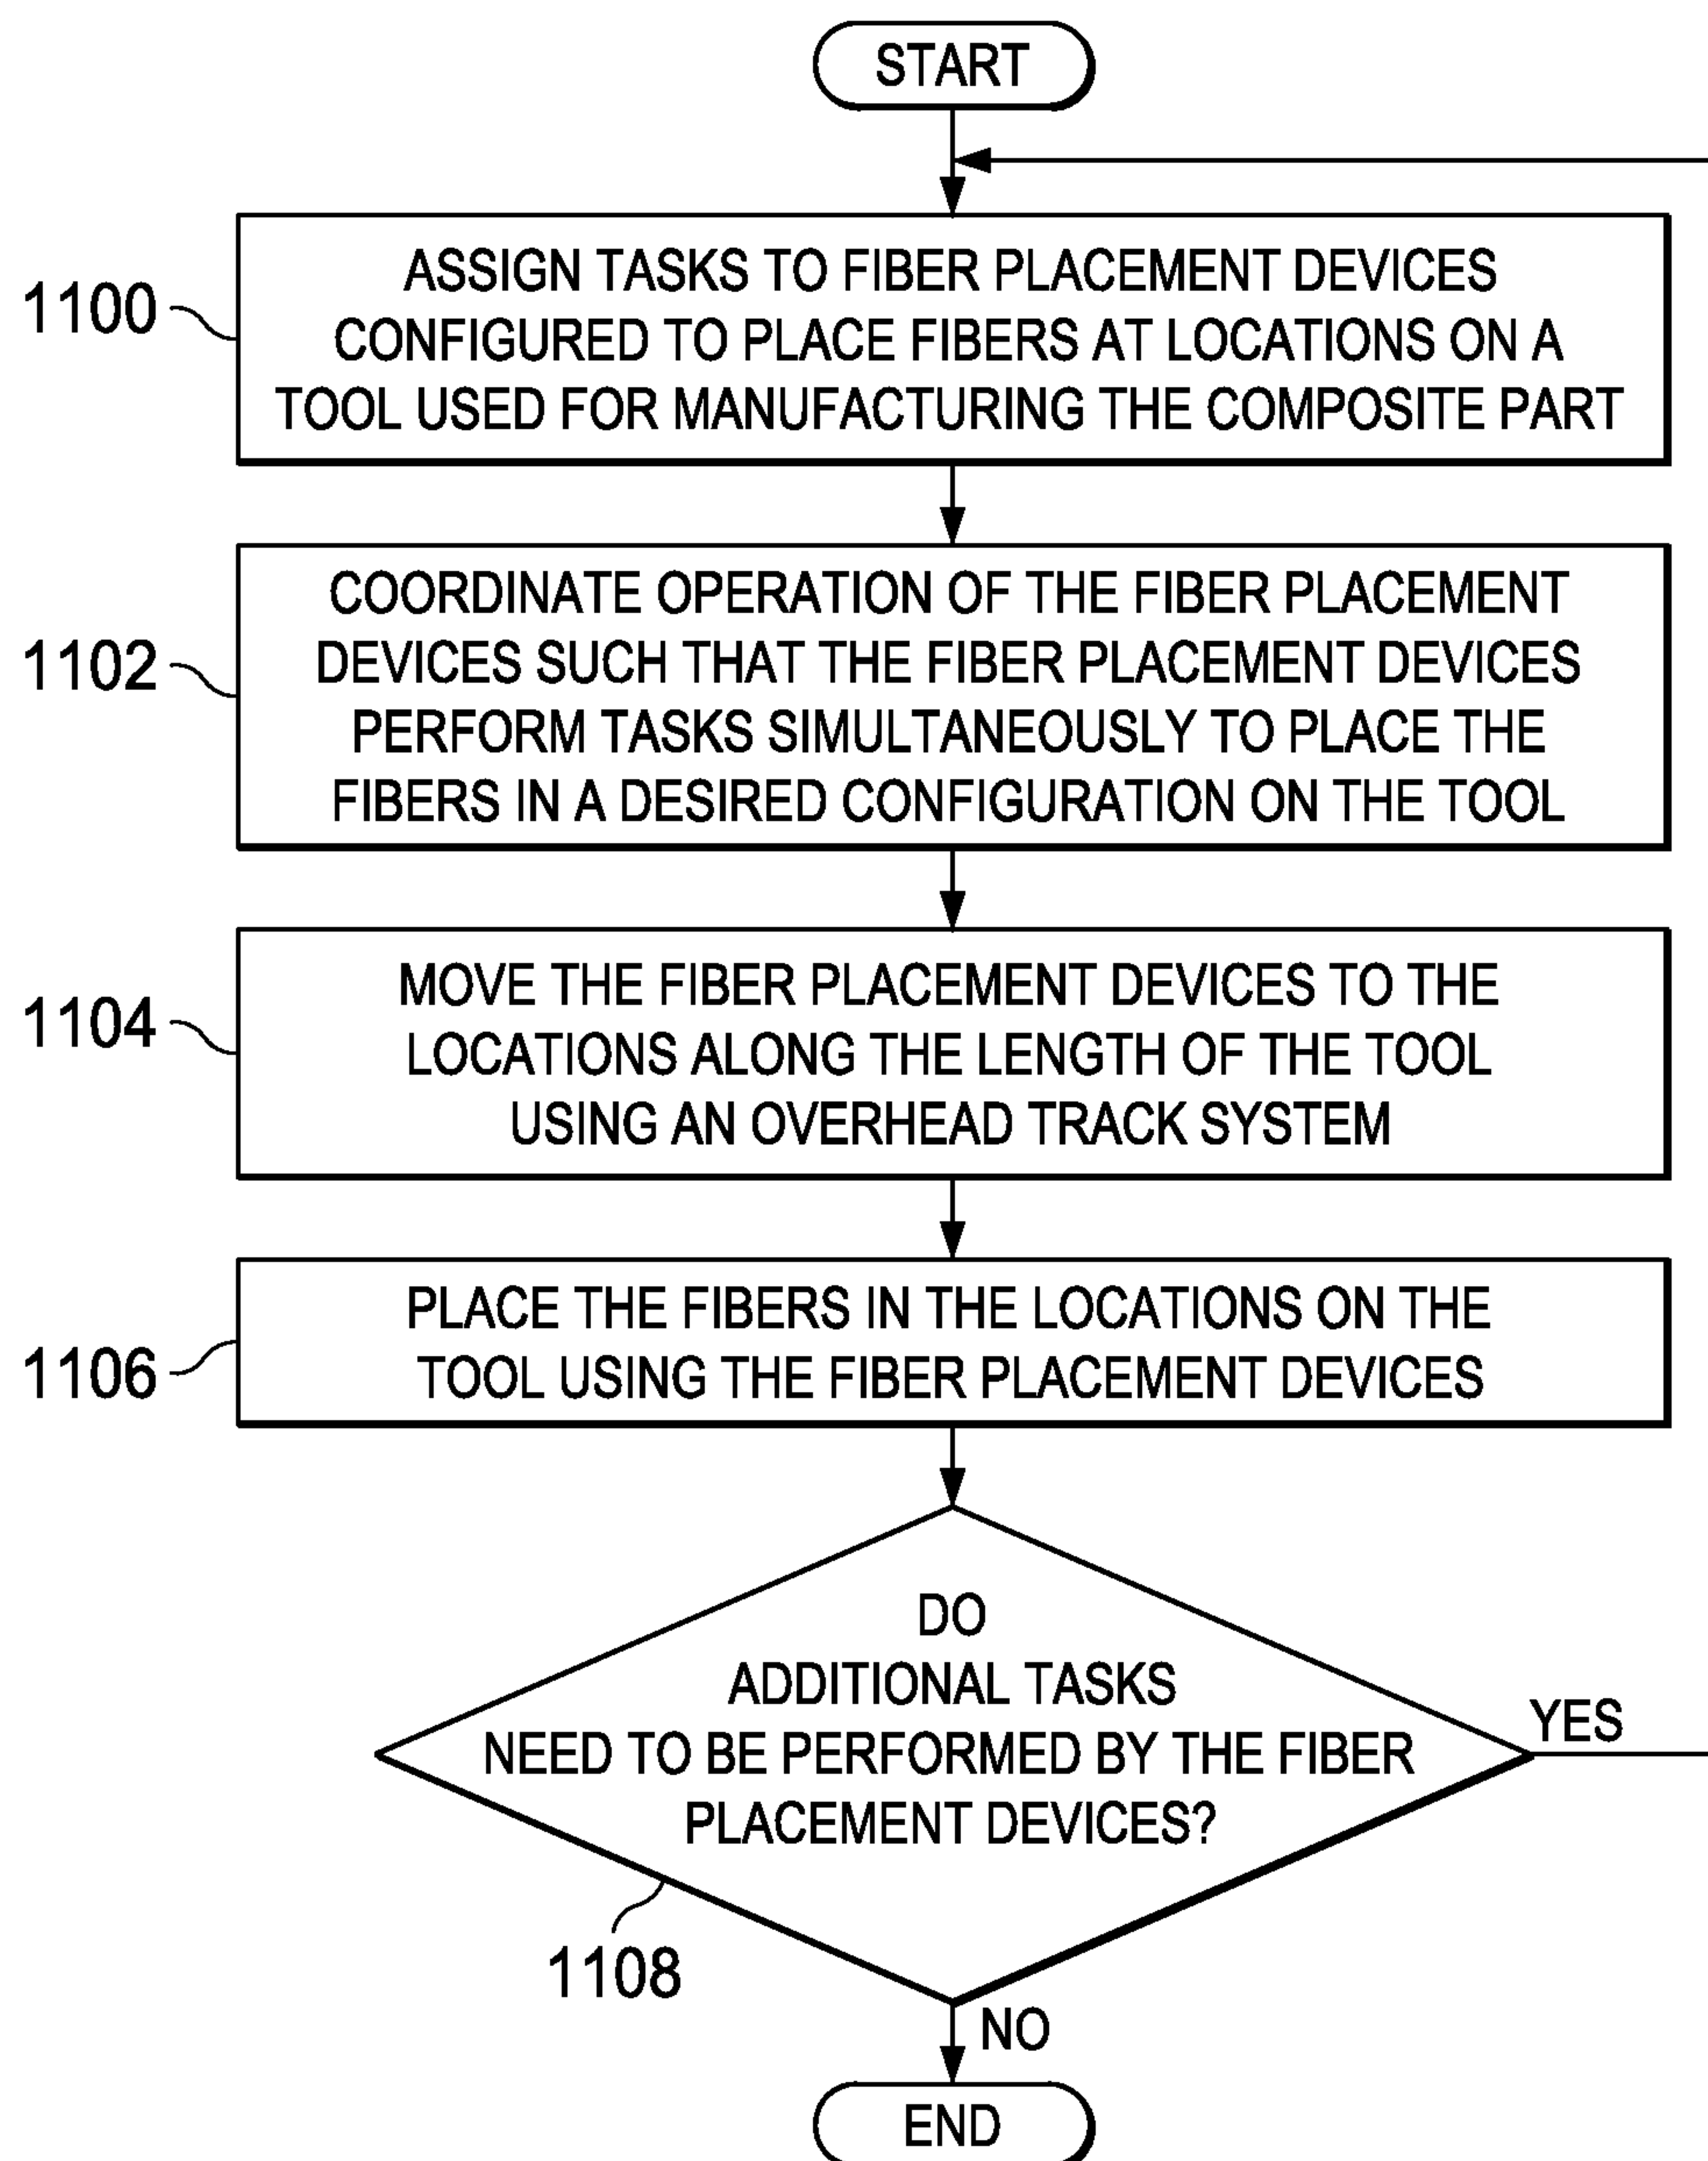 START
1100
ASSIGN TASKS TO FIBER PLACEMENT DEVICES
CONFIGURED TO PLACE FIBERS AT LOCATIONS ON A
TOOL USED FOR MANUFACTURING THE COMPOSITE PART
1102
COORDINATE OPERATION OF THE FIBER PLACEMENT
DEVICES SUCH THAT THE FIBER PLACEMENT DEVICES
PERFORM TASKS SIMULTANEOUSLY TO PLACE THE
FIBERS IN A DESIRED CONFIGURATION ON THE TOOL
1104
MOVE THE FIBER PLACEMENT DEVICES TO THE
LOCATIONS ALONG THE LENGTH OF THE TOOL
USING AN OVERHEAD TRACK SYSTEM
1106
PLACE THE FIBERS IN THE LOCATIONS ON THE
TOOL USING THE FIBER PLACEMENT DEVICES
DO
ADDITIONAL TASKS
NEED TO BE PERFORMED BY THE FIBER
PLACEMENT DEVICES?
YES
1108
NO
END